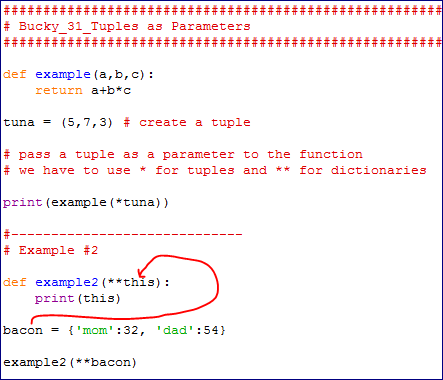 #######################################################
# Bucky_31_Tuples as Parameters
#######################################################
def example(a,b,c):
    return a+b*c
tuna = (5,7,3) # create a tuple
# pass a tuple as a parameter to the function
# we have to use * for tuples and ** for dictionaries
print(example(*tuna))
#-----------------------------
# Example #2
def example2(**this):
    print(this)
bacon = {'mom':32, 'dad':54}
example2(**bacon)